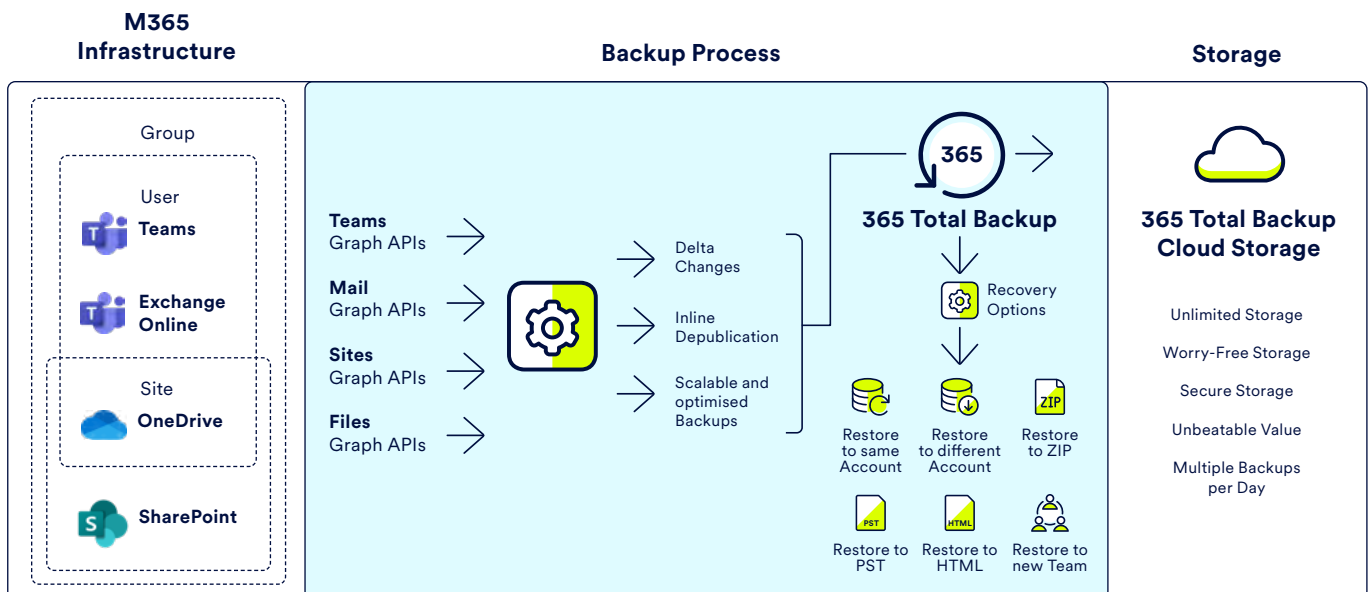 M365
Infrastructure
Backup Process
Storage
Group
User
T
Teams
T
Exchange
Online
Site
OneDrive
S
SharePoint
Teams
Graph APIs
Mail
Graph APIs
Sites
Graph APIs
Files
Graph APIs
Delta
Changes
Inline
Depublication
Scalable and
optimised
Backups
365
365 Total Backup
Recovery
Options
Restore
to same
Account
Restore
to different
Account
ZIP
Restore
to ZIP
PST
Restore to
PST
HTML
Restore to
HTML
Restore to
new Team
365 Total Backup
Cloud Storage
Unlimited Storage
Worry-Free Storage
Secure Storage
Unbeatable Value
Multiple Backups
per Day